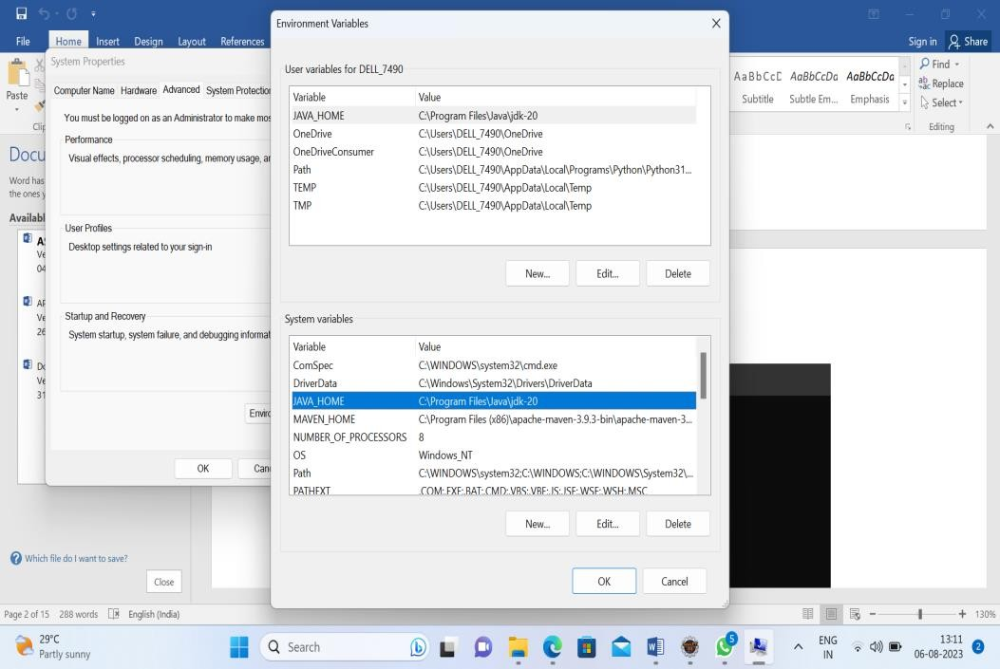 File
Home
Insert
Design
Layout
References
Sign in
Share
Paste
Clip
AaBbCcD
AaBbCcDd
AaBbCcDd
Subtitle
Subtle Em...
Emphasis
Find
Replace
Select
Editing
System Properties
Computer Name
Hardware
Advanced
System Protection
You must be logged on as an Administrator to make mos
Performance
Visual effects, processor scheduling, memory usage, an
User Profiles
Desktop settings related to your sign-in
Startup and Recovery
System startup, system failure, and debugging informat
Enviro
OK
Can
Docu
Word has
the ones y
Availabl
Ve
04
Ve
26
Do
Ve
31
Which file do I want to save?
Close
Environment Variables
User variables for DELL_7490
Variable Value
JAVA_HOME C:\Program Files\Java\jdk-20
OneDrive C:\Users\DELL_7490\OneDrive
OneDriveConsumer C:\Users\DELL_7490\OneDrive
Path C:\Users\DELL_7490\AppData\Local\Programs\Python\Python31...
TEMP C:\Users\DELL_7490\AppData\Local\Temp
TMP C:\Users\DELL_7490\AppData\Local\Temp
New... Edit... Delete
System variables
Variable Value
ComSpec C:\WINDOWS\system32\cmd.exe
DriverData C:\Windows\System32\Drivers\DriverData
JAVA_HOME C:\Program Files\Java\jdk-20
MAVEN_HOME C:\Program Files (x86)\apache-maven-3.9.3-bin\apache-maven-3...
NUMBER_OF_PROCESSORS 8
OS Windows_NT
Path C:\WINDOWS\system32;C:\WINDOWS;C:\WINDOWS\System32\...
PATHEXT .COM;.EXE;.BAT;.CMD;.VBS;.VBE;.JS;.JSE;.WSF;.WSH;.MSC
New... Edit... Delete
OK Cancel
Page 2 of 15 288 words English (India)
130%
29°C
Partly sunny
Search
5
ENG
IN
13:11
06-08-2023
2